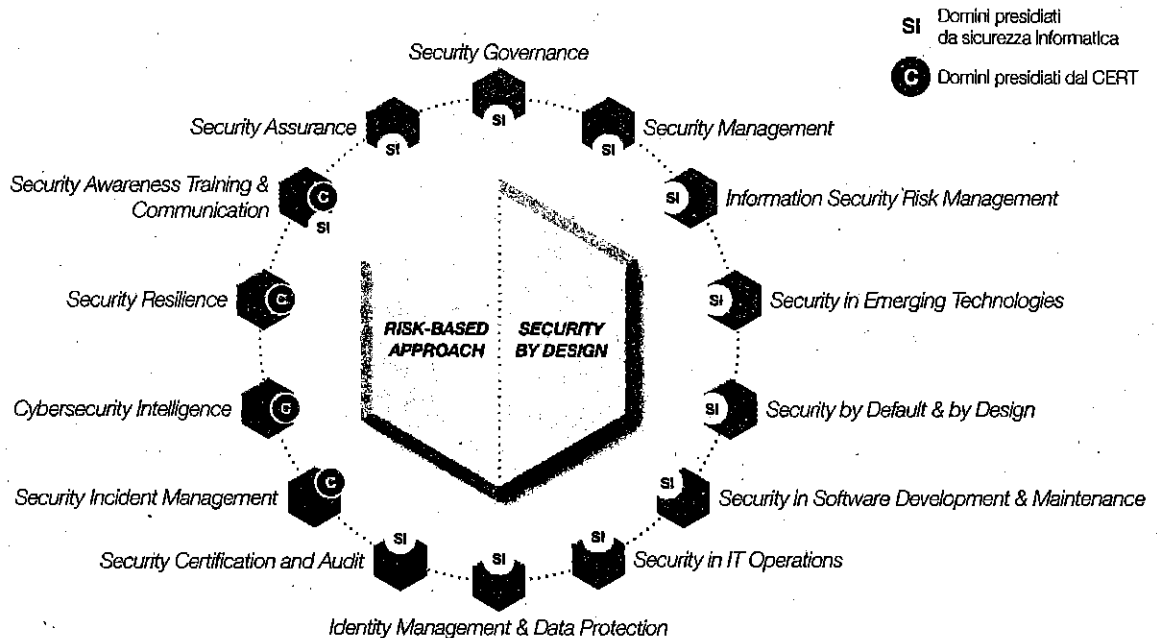 SI Domini presidiati
da sicurezza informatica
C Domini presidiati dal CERT
Security Governance
SI
Security Assurance
SI
Security Management
SI
Security Awareness Training &
Communication
C
SI
Information Security Risk Management
SI
Security Resilience
C
Security in Emerging Technologies
SI
RISK-BASED
APPROACH
SECURITY
BY DESIGN
Cybersecurity Intelligence
C
Security by Default & by Design
SI
Security Incident Management
C
Security in Software Development & Maintenance
SI
Security Certification and Audit
SI
Security in IT Operations
SI
Identity Management & Data Protection
SI